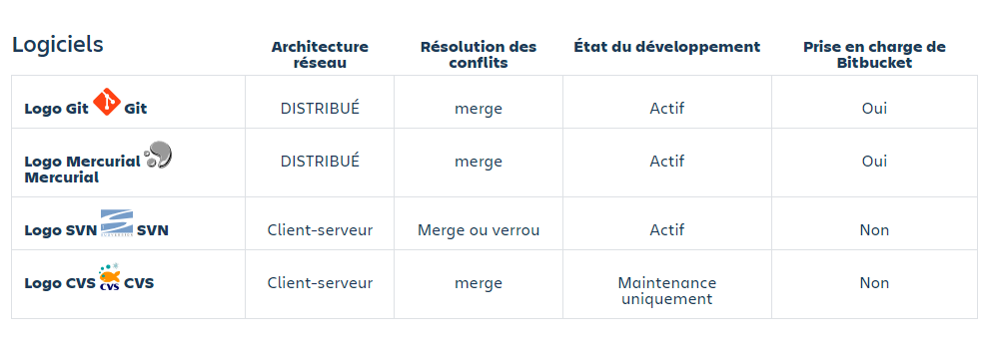 Logiciels
Architecture réseau
Résolution des conflits
État du développement
Prise en charge de Bitbucket
Logo Git Git
DISTRIBUÉ
merge
Actif
Oui
Logo Mercurial
Mercurial
DISTRIBUÉ
merge
Actif
Oui
Logo SVN SVN
Client-serveur
Merge ou verrou
Actif
Non
Logo CVS CVS CVS
Client-serveur
merge
Maintenance
uniquement
Non